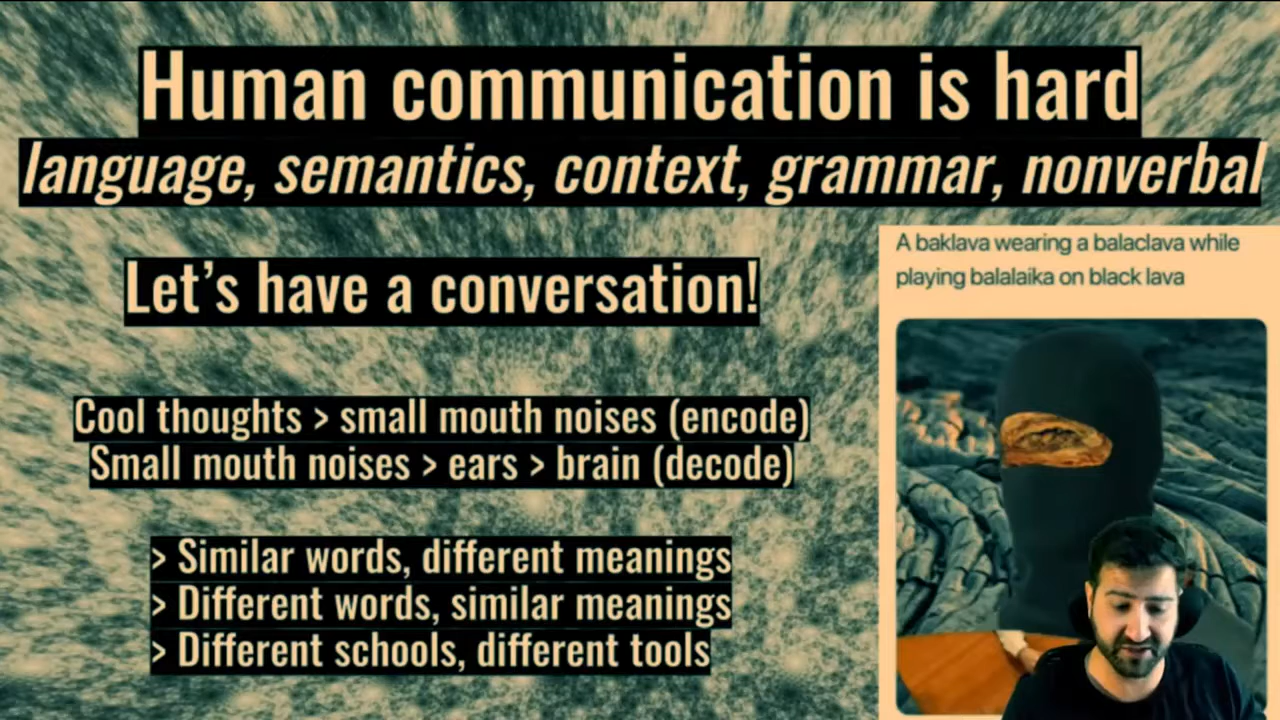 Human communication is hard
language, semantics, context, grammar, nonverbal
Let's have a conversation!
Cool thoughts > small mouth noises (encode)
Small mouth noises > ears > brain (decode)
> Similar words, different meanings
> Different words, similar meanings
> Different schools, different tools
A baklava wearing a balaclava while
playing balalaika on black lava